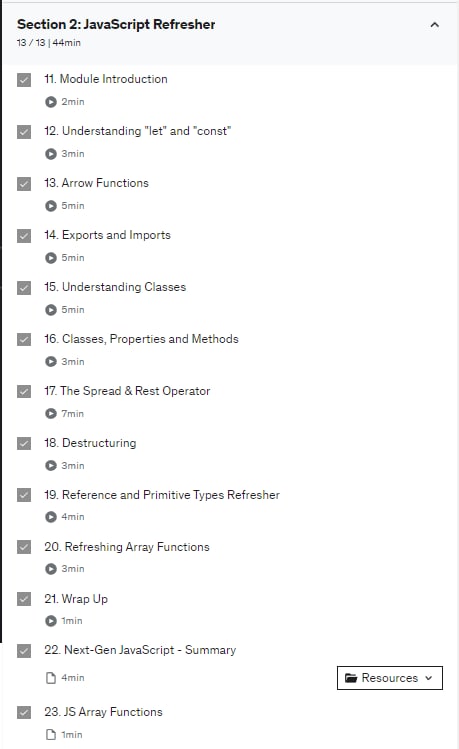 Section 2: JavaScript Refresher
13 / 13 | 44min
11. Module Introduction
2min
12. Understanding "let" and "const"
3min
13. Arrow Functions
5min
14. Exports and Imports
5min
15. Understanding Classes
5min
16. Classes, Properties and Methods
3min
17. The Spread & Rest Operator
7min
18. Destructuring
3min
19. Reference and Primitive Types Refresher
4min
20. Refreshing Array Functions
3min
21. Wrap Up
1min
22. Next-Gen JavaScript - Summary
4min
Resources
23. JS Array Functions
1min